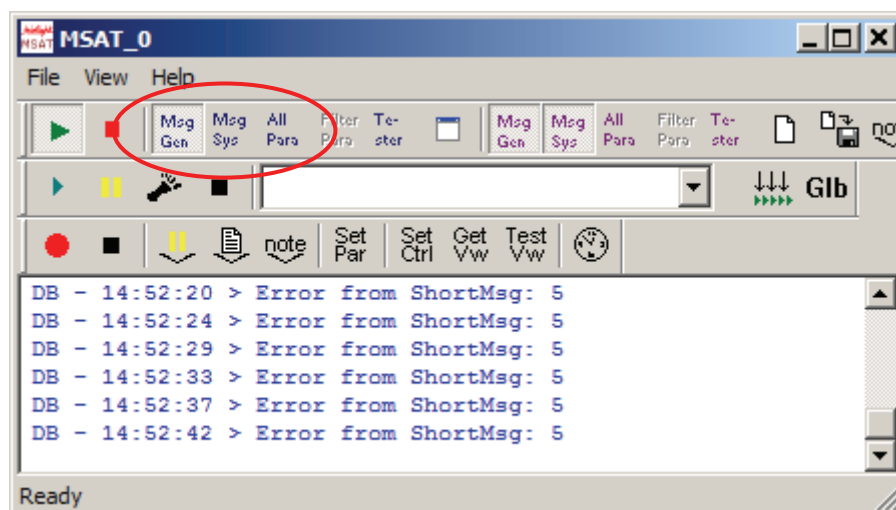 MSAT MSAT_0
File View Help
Msg Gen Msg Sys All Para Filter Para Te- ster Msg Gen Msg Sys All Para Filter Para Te- ster
Glb
note Set Par Set Ctrl Get Vw Test Vw
DB - 14:52:20 > Error from ShortMsg: 5
DB - 14:52:24 > Error from ShortMsg: 5
DB - 14:52:29 > Error from ShortMsg: 5
DB - 14:52:33 > Error from ShortMsg: 5
DB - 14:52:37 > Error from ShortMsg: 5
DB - 14:52:42 > Error from ShortMsg: 5
Ready